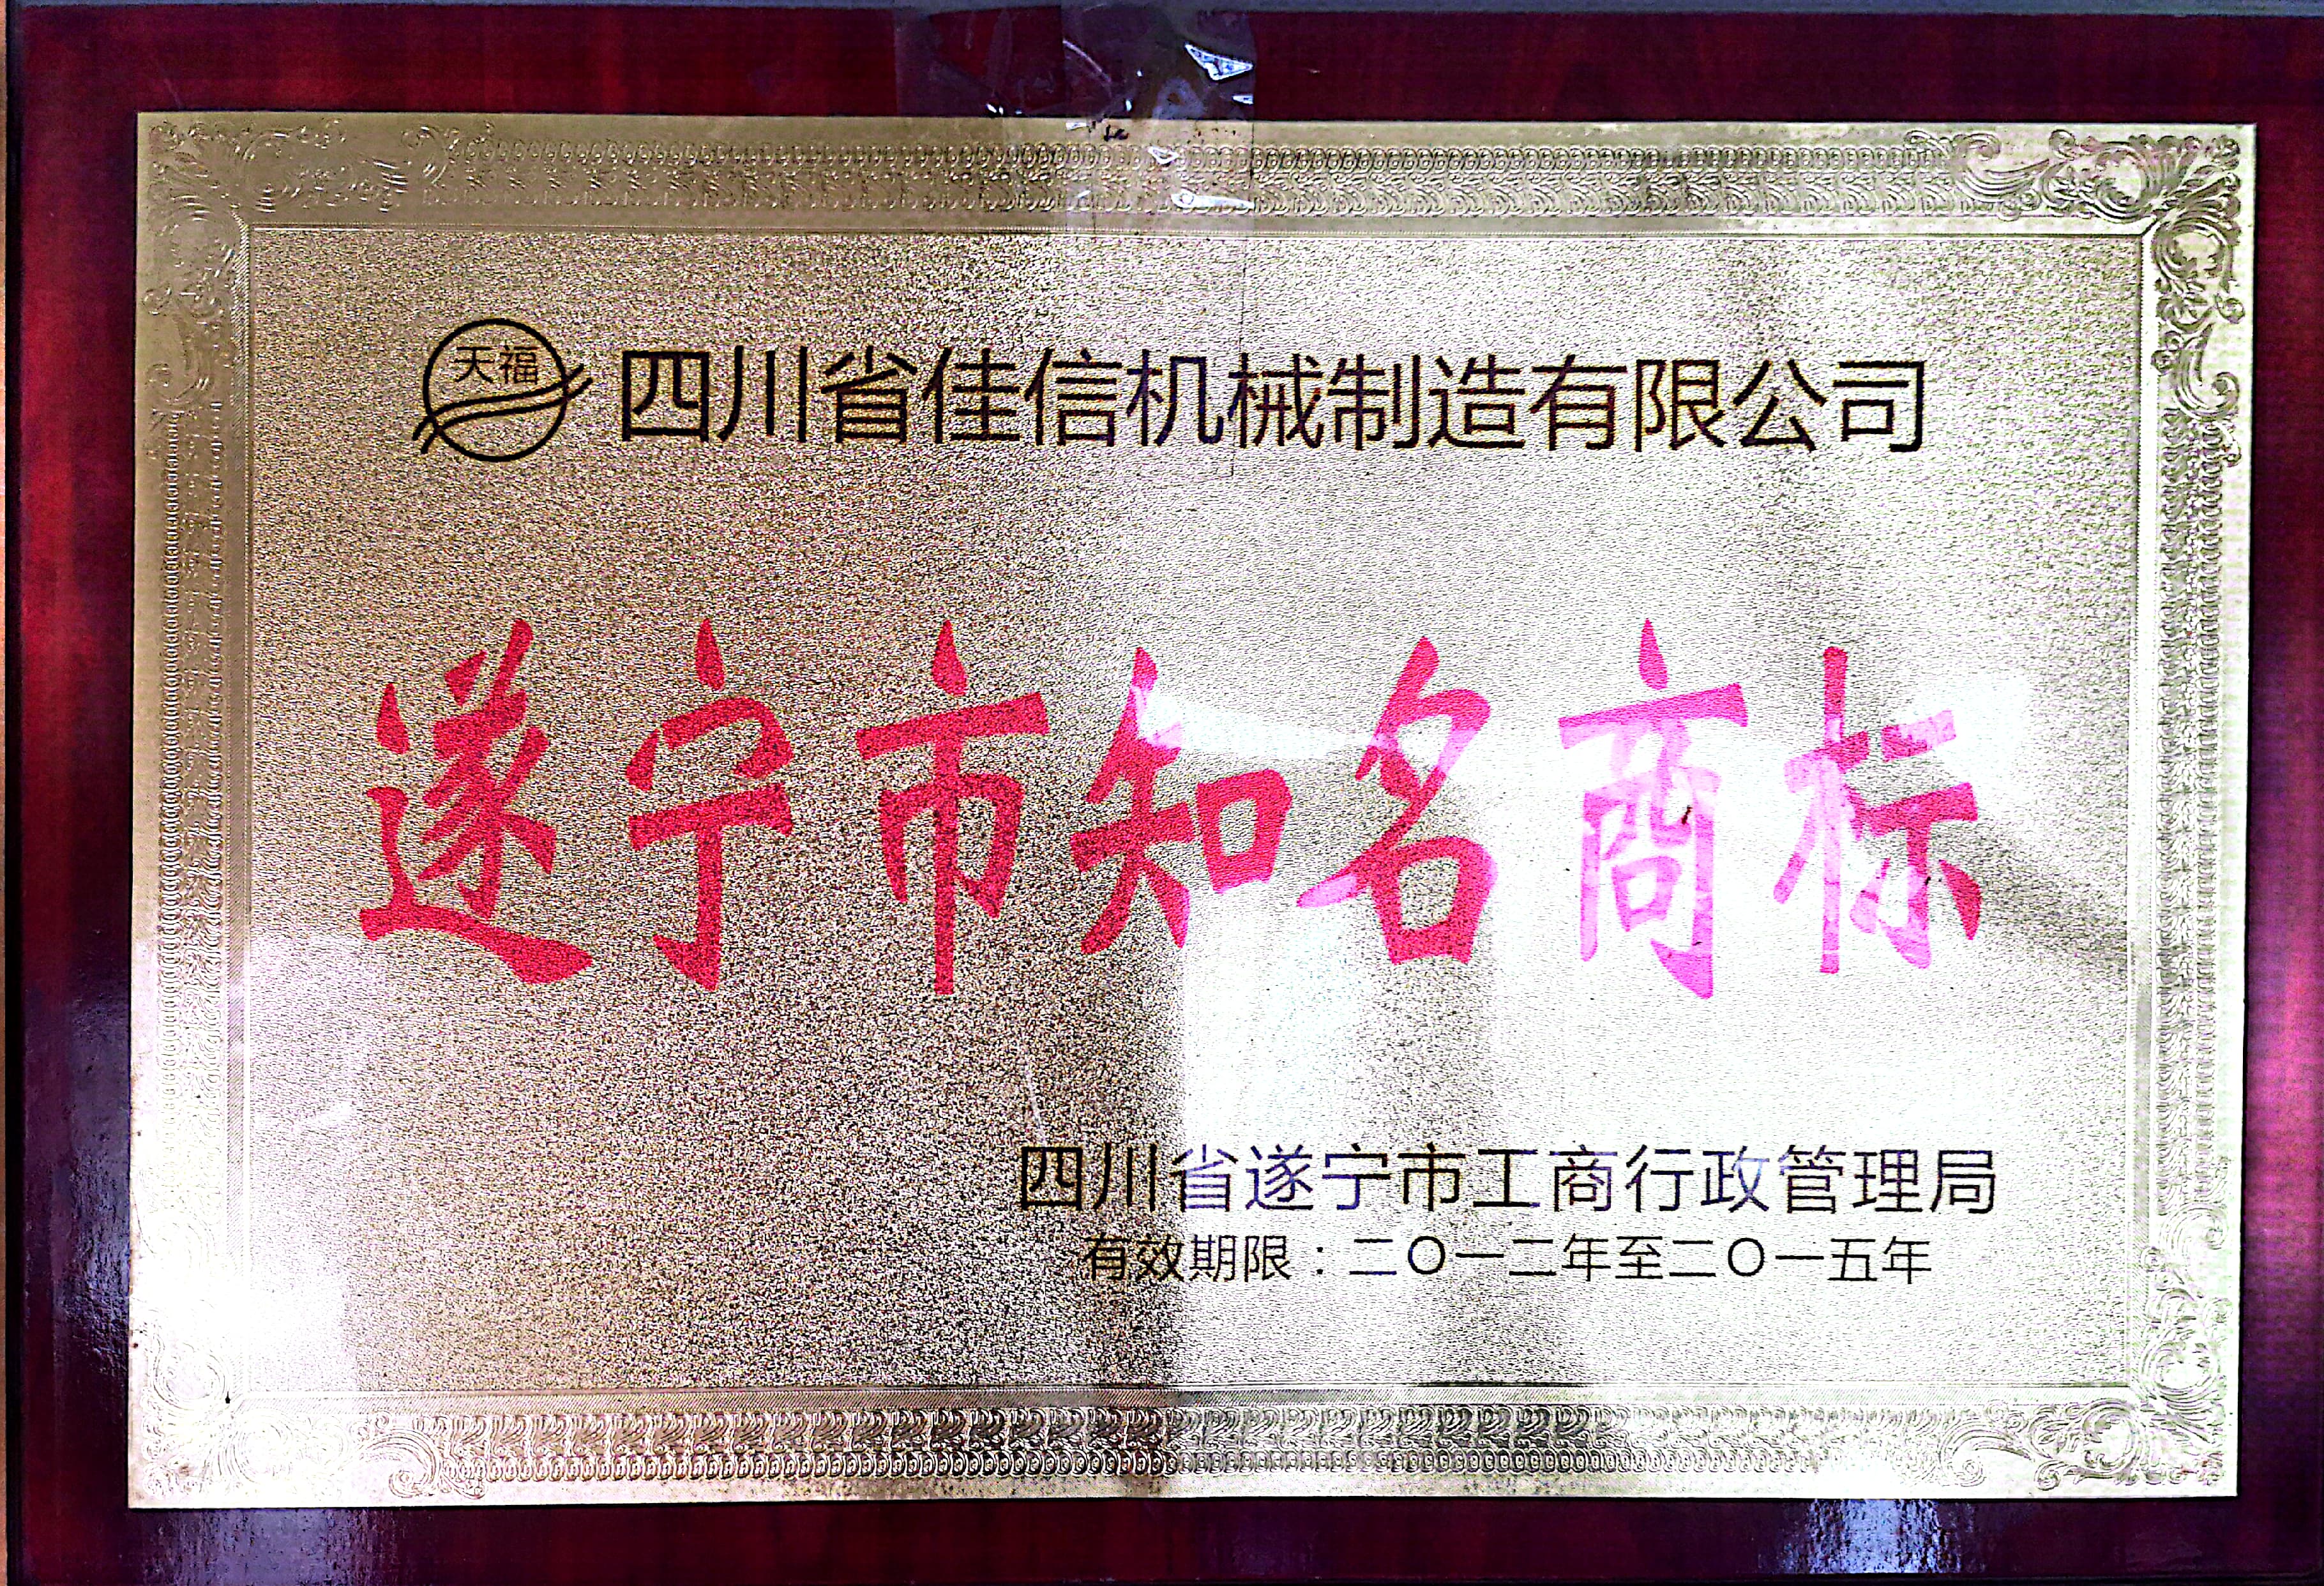 天福
四川省佳信机械制造有限公司
遂宁市知名商标
四川省遂宁市工商行政管理局
有效期限：二〇一二年至二〇一五年